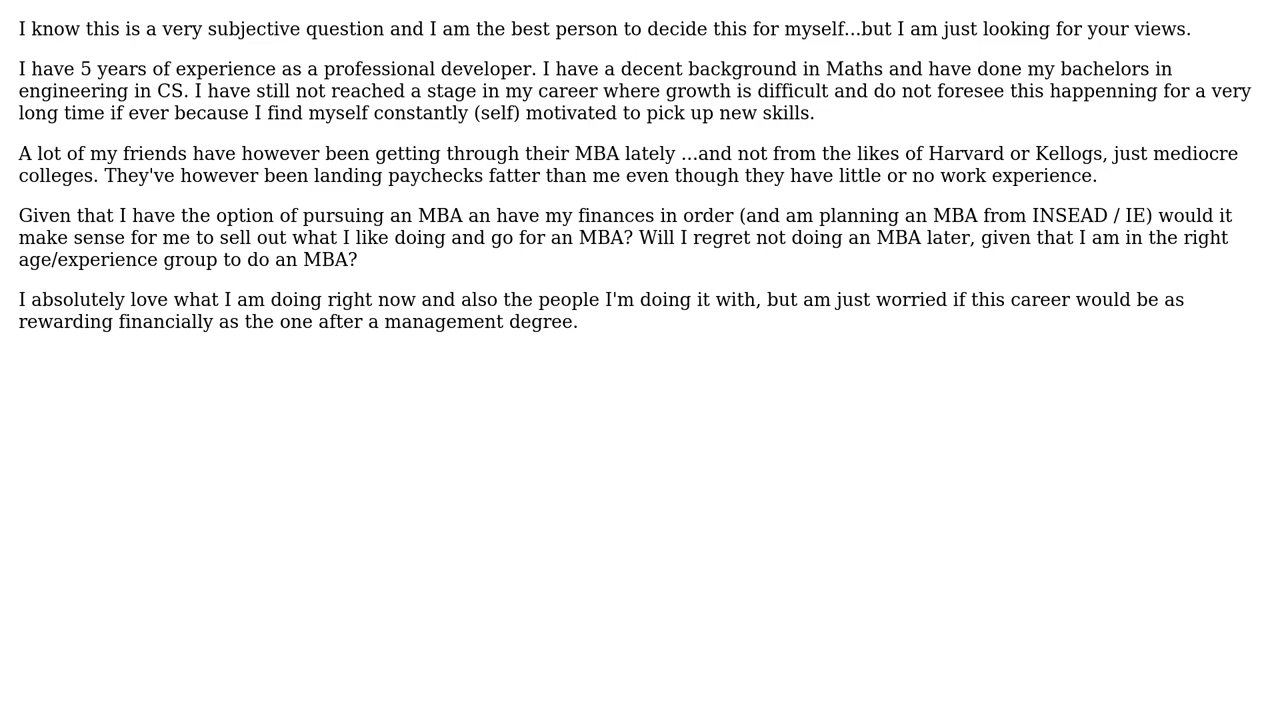 I know this is a very subjective question and I am the best person to decide this for myself...but I am just looking for your views.
I have 5 years of experience as a professional developer. I have a decent background in Maths and have done my bachelors in
engineering in CS. I have still not reached a stage in my career where growth is difficult and do not foresee this happenning for a very
long time if ever because I find myself constantly (self) motivated to pick up new skills.
A lot of my friends have however been getting through their MBA lately ...and not from the likes of Harvard or Kellogs, just mediocre
colleges. They've however been landing paychecks fatter than me even though they have little or no work experience.
Given that I have the option of pursuing an MBA an have my finances in order (and am planning an MBA from INSEAD / IE) would it
make sense for me to sell out what I like doing and go for an MBA? Will I regret not doing an MBA later, given that I am in the right
age/experience group to do an MBA?
I absolutely love what I am doing right now and also the people I'm doing it with, but am just worried if this career would be as
rewarding financially as the one after a management degree.